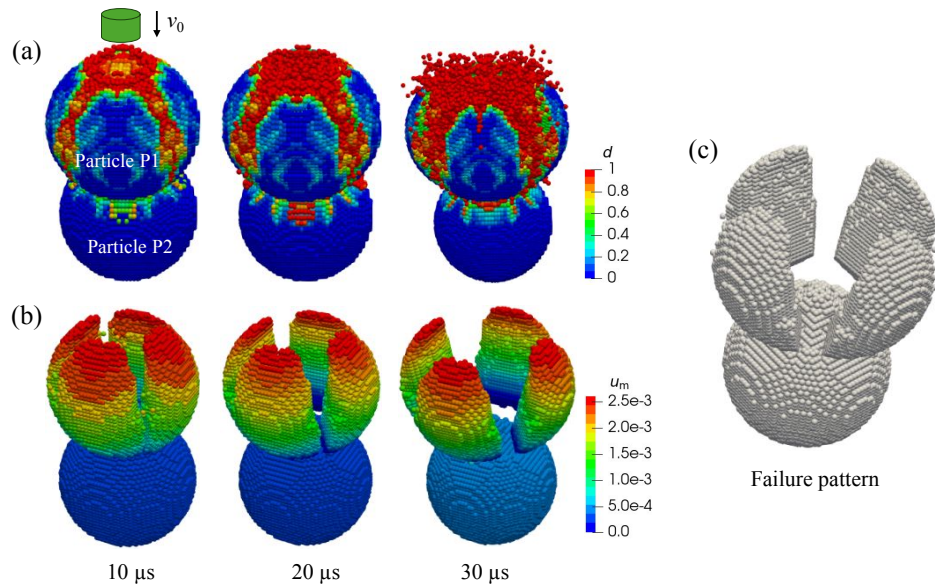 v₀
(a)
Particle P1
Particle P2
d
1
0.8
0.6
0.4
0.2
0
(b)
u_m
2.5e-3
2.0e-3
1.5e-3
1.0e-3
5.0e-4
0.0
10 μs
20 μs
30 μs
(c)
Failure pattern